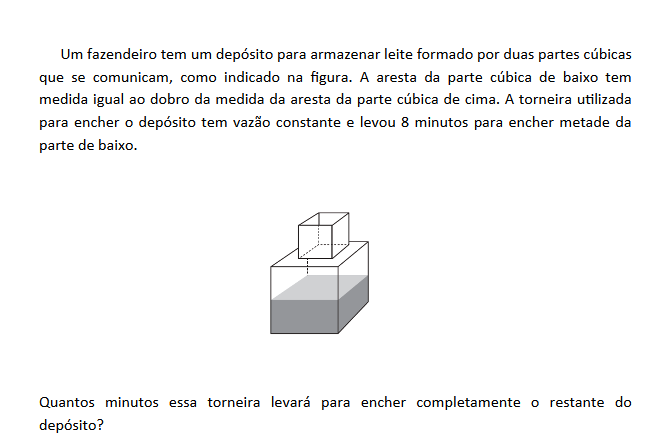 Um fazendeiro tem um depósito para armazenar leite formado por duas partes cúbicas
que se comunicam, como indicado na figura. A aresta da parte cúbica de baixo tem
medida igual ao dobro da medida da aresta da parte cúbica de cima. A torneira utilizada
para encher o depósito tem vazão constante e levou 8 minutos para encher metade da
parte de baixo.
Quantos minutos essa torneira levará para encher completamente o restante do
depósito?